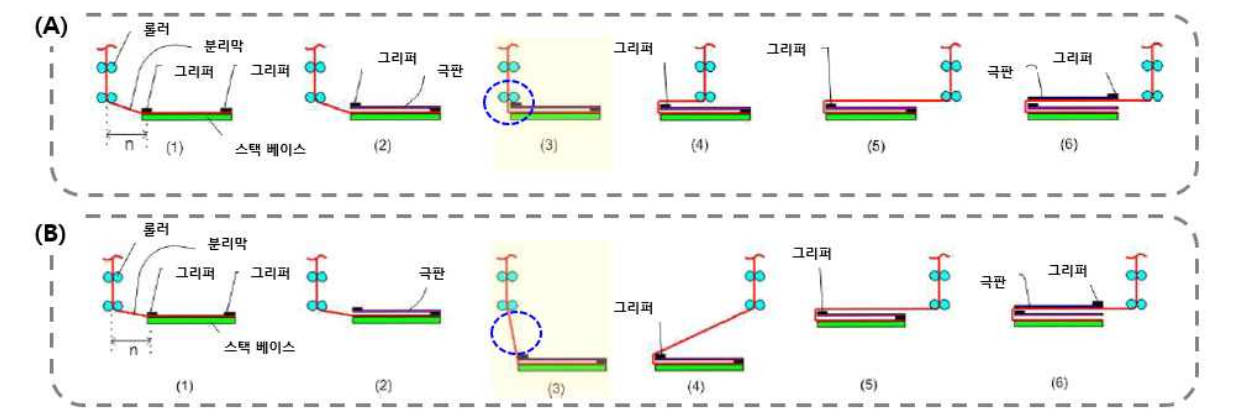 (A)
롤러
분리막
그리퍼
그리퍼
n
스택 베이스
(1)
그리퍼
극판
(2)
(3)
그리퍼
(4)
그리퍼
(5)
극판
그리퍼
(6)
(B)
롤러
분리막
그리퍼
그리퍼
n
스택 베이스
(1)
극판
(2)
(3)
그리퍼
(4)
그리퍼
(5)
극판
그리퍼
(6)